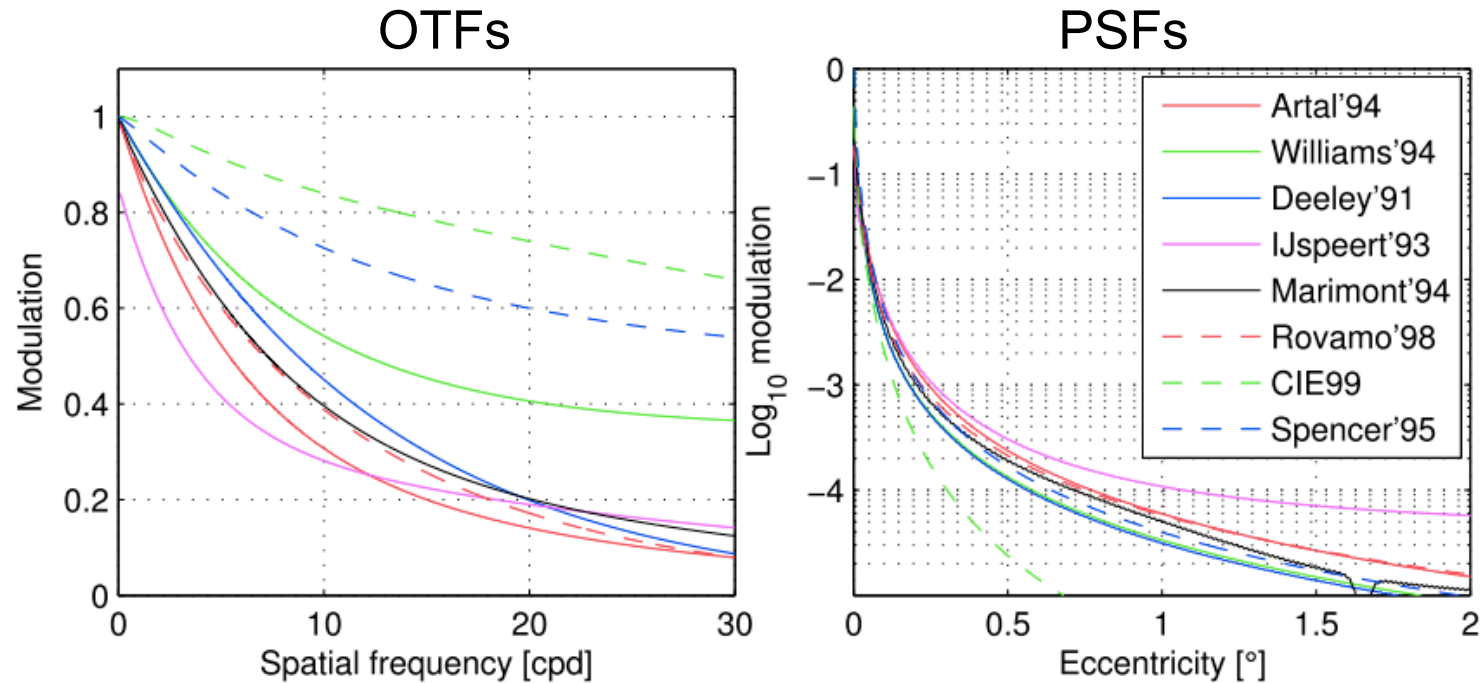 OTFs
Modulation
1
0.8
0.6
0.4
0.2
0
0
10
20
30
Spatial frequency [cpd]
PSFs
Log10 modulation
0
−1
−2
−3
−4
0
0.5
1
1.5
2
Eccentricity [°]
Artal’94
Williams’94
Deeley’91
IJspeert’93
Marimont’94
Rovamo’98
CIE99
Spencer’95